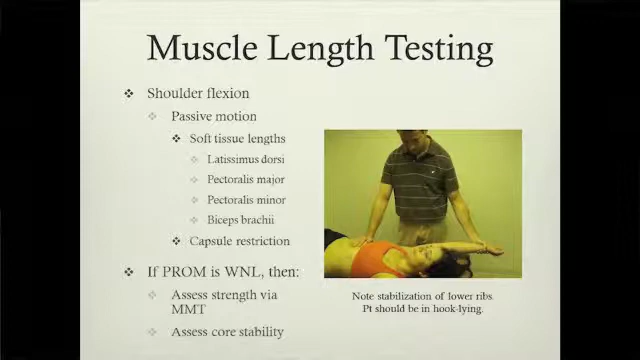 Muscle Length Testing
Shoulder flexion
Passive motion
Soft tissue lengths
Latissimus dorsi
Pectoralis major
Pectoralis minor
Biceps brachii
Capsule restriction
If PROM is WNL, then:
Assess strength via
MMT
Assess core stability
Note stabilization of lower ribs.
Pt should be in hook-lying.